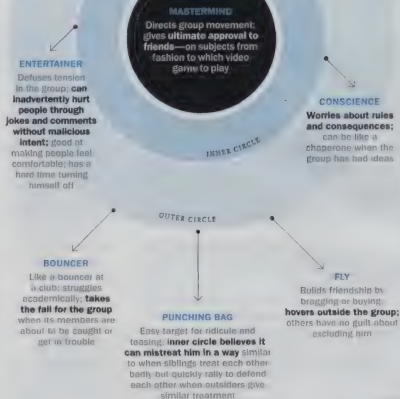 MASTERMIND
Directs group movement;
gives ultimate approval to
friends—on subjects from
fashion to which video
game to play
ENTERTAINER
Defuses tension
in the group; can
inadvertently hurt
people through
jokes and comments
without malicious
intent; good at
making people feel
comfortable; has a
hard time turning
himself off
CONSCIENCE
Worries about rules
and consequences;
can be like a
chaperone when the
group has bad ideas
INNER CIRCLE
OUTER CIRCLE
BOUNCER
Like a bouncer at
a club; struggles
academically; takes
the fall for the group
when its members are
about to be caught or
get in trouble
PUNCHING BAG
Easy target for ridicule and
teasing; inner circle believes it
can mistreat him in a way similar
to when siblings treat each other
badly but quickly rally to defend
each other when outsiders give
similar treatment
FLY
Builds friendship by
bragging or buying;
hovers outside the group;
others have no guilt about
excluding him